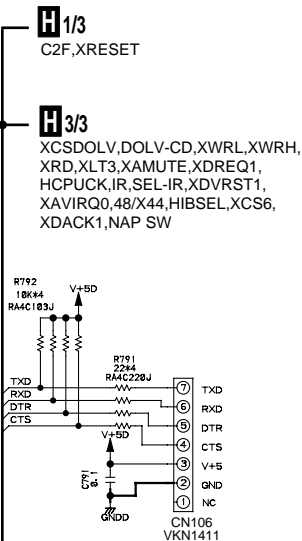 H 1/3
C2F,XRESET
H 3/3
XCSDOLV,DOLV-CD,XWRL,XWRH,
XRD,XLT3,XAMUTE,XDREQ1,
HCPUCK,IR,SEL-IR,XDVRST1,
XAVIRQ0,48/X44,HIBSEL,XCS6,
XDACK1,NAP SW
R792
10K*4
RA4C103J
V+5D
R791
22*4
RA4C220J
TXD
RXD
DTR
CTS
7 TXD
6 RXD
5 DTR
4 CTS
3 V+5
2 GND
1 NC
V+5D
C791
0.1
GNDD
CN106
VKN1411